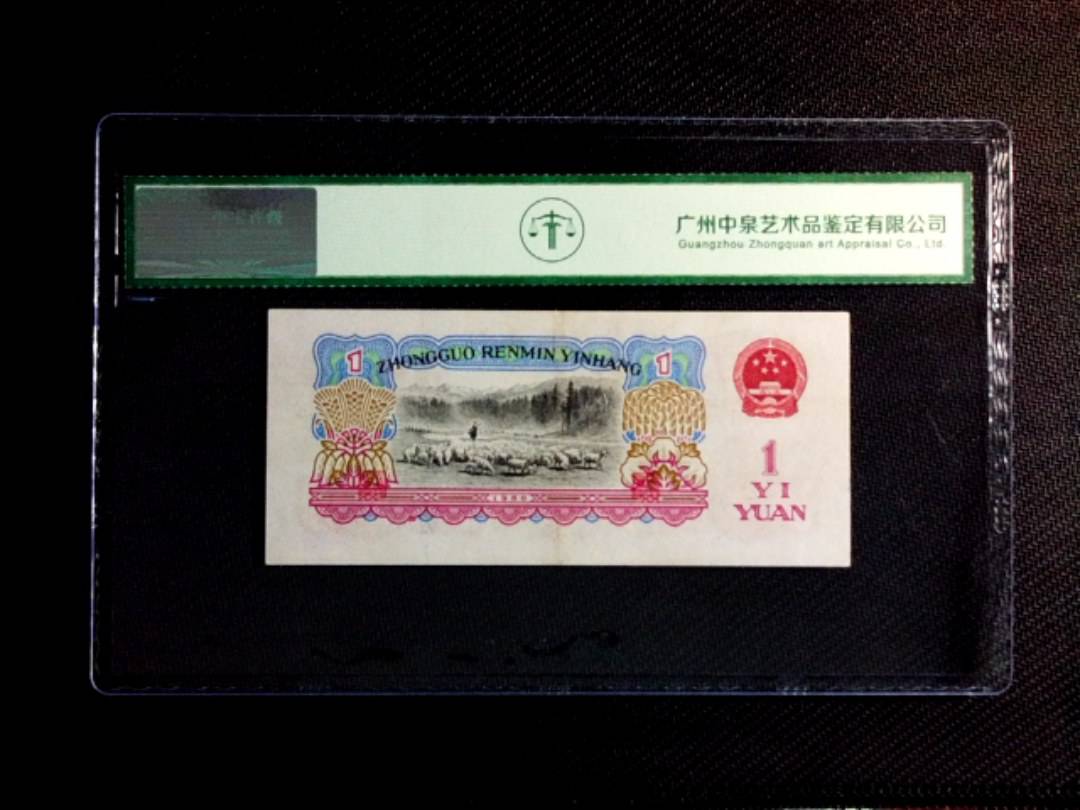 广州中泉艺术品鉴定有限公司
Guangzhou Zhongquan art Appraisal Co., Ltd.
ZHONGGUO RENMIN YINHANG
1
1
1
YI
YUAN
1960